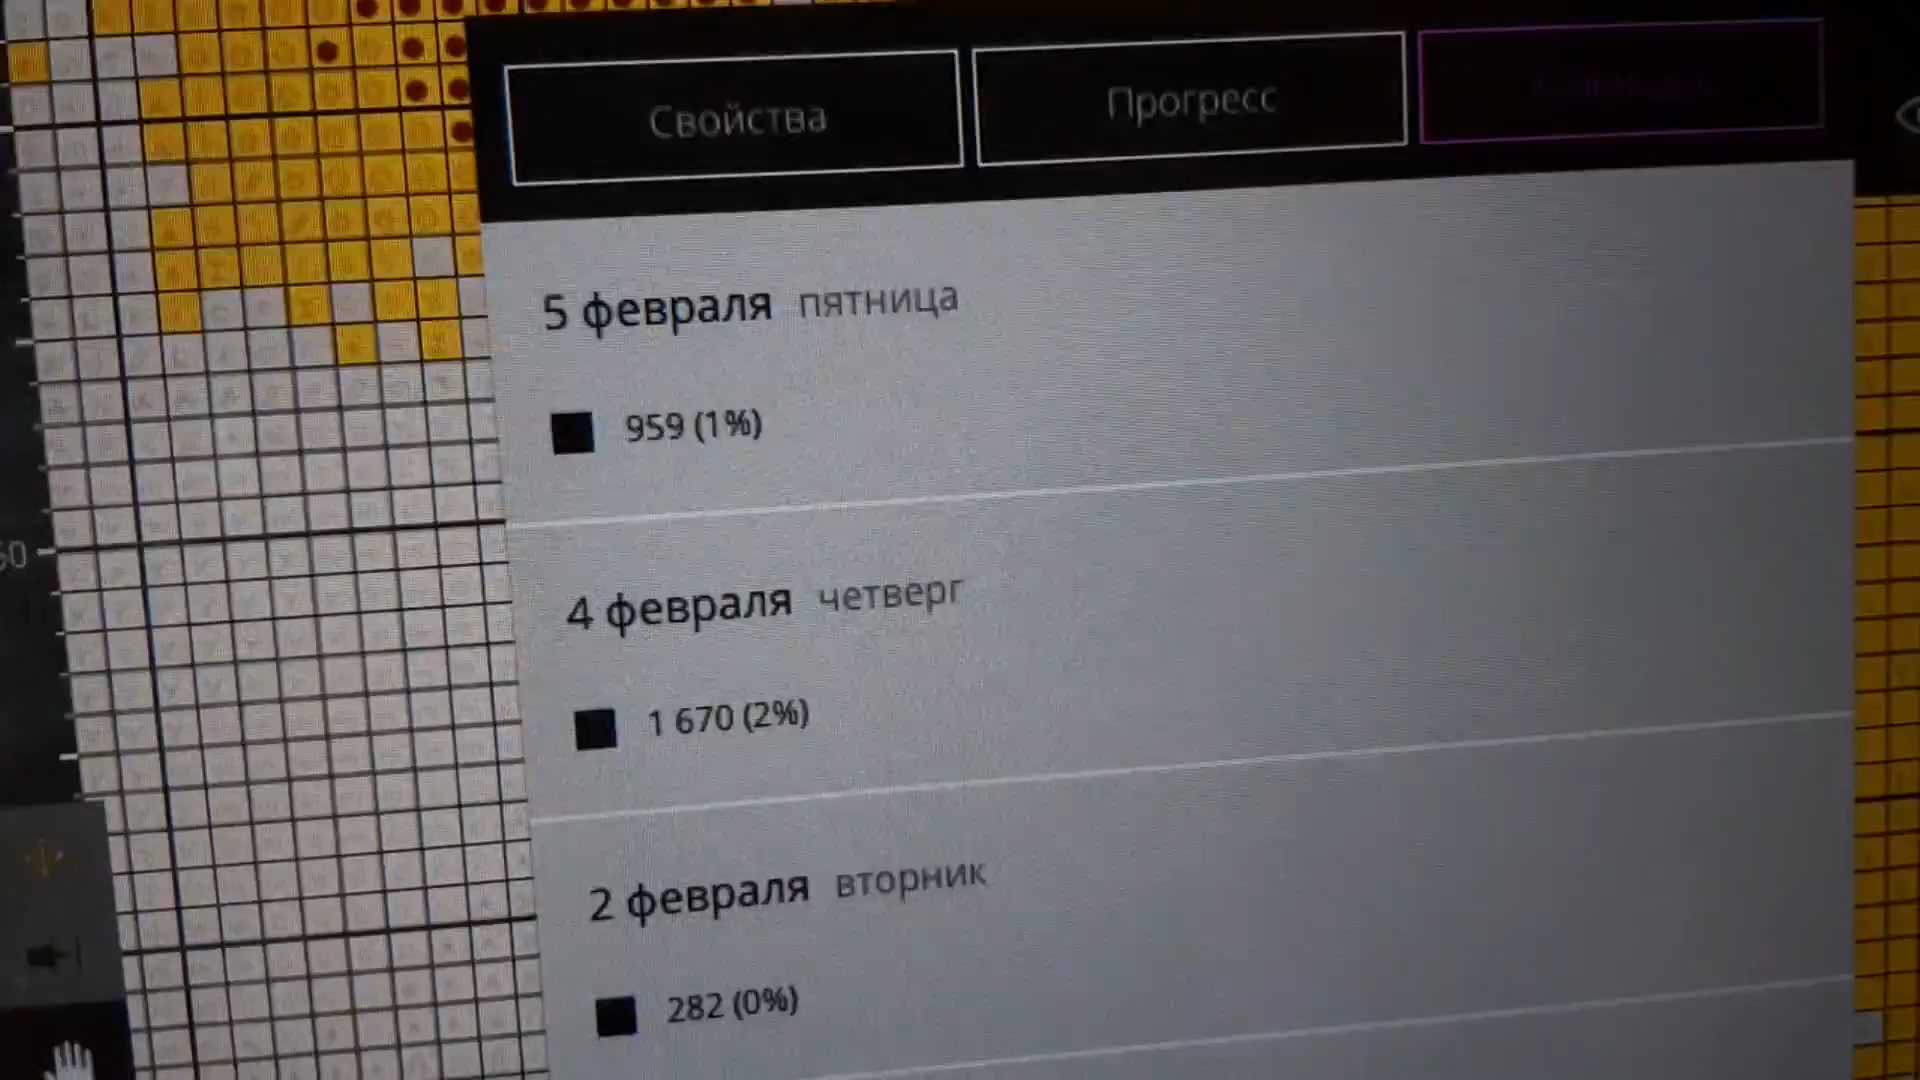 Свойства
Прогресс
5 февраля пятница
959 (1%)
4 февраля четверг
1 670 (2%)
2 февраля вторник
282 (0%)